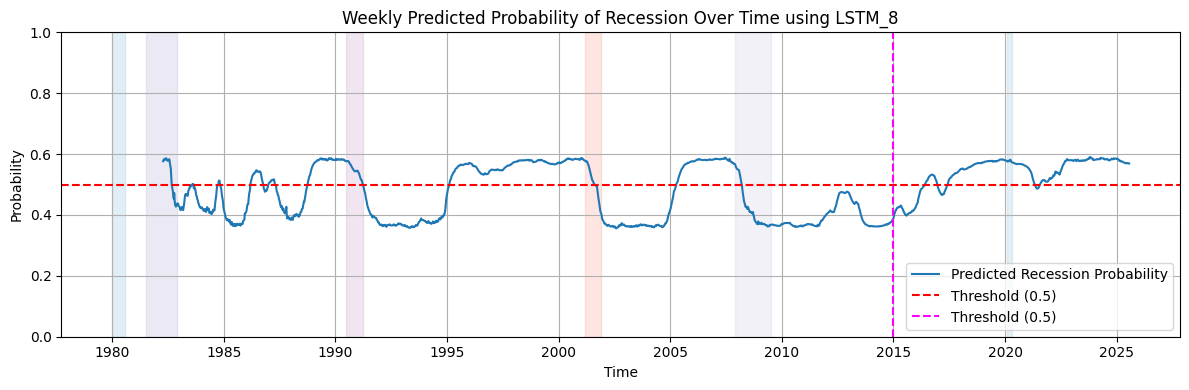 Weekly Predicted Probability of Recession Over Time using LSTM_8
Probability
1.0
0.8
0.6
0.4
0.2
0.0
Predicted Recession Probability
Threshold (0.5)
Threshold (0.5)
1980 1985 1990 1995 2000 2005 2010 2015 2020 2025
Time